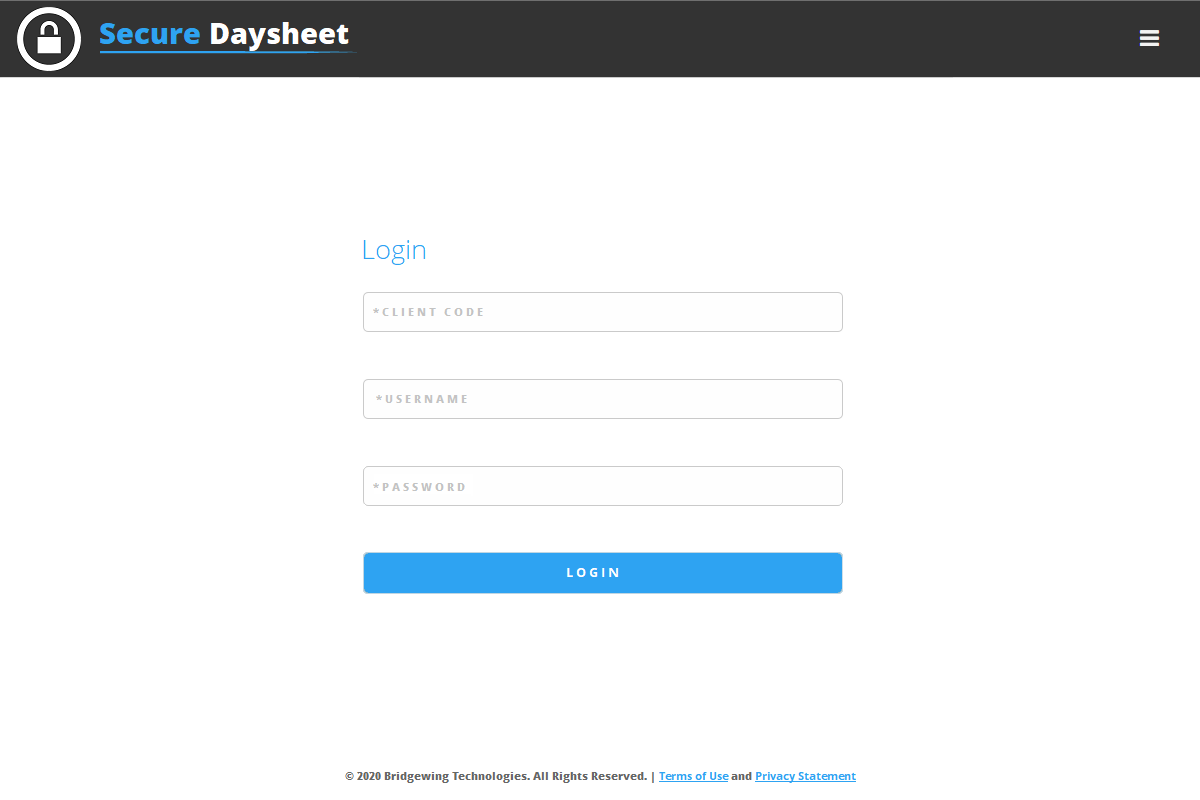 Secure Daysheet
Login
*CLIENT CODE
*USERNAME
*PASSWORD
LOGIN
© 2020 Bridgewing Technologies. All Rights Reserved. | Terms of Use and Privacy Statement